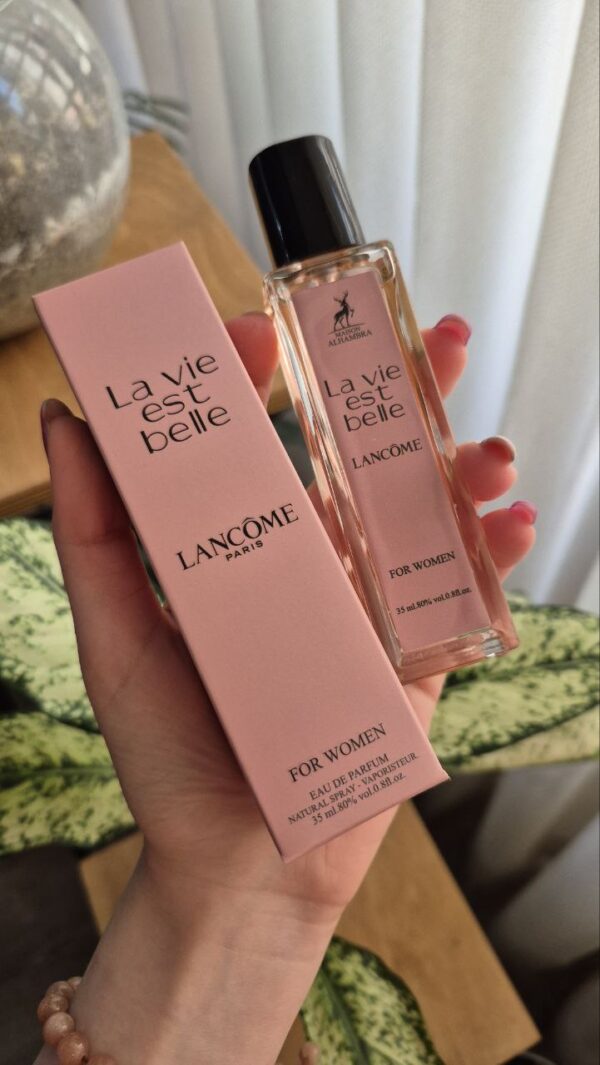 La vie
est
belle
LANCÔME
PARIS
FOR WOMEN
EAU DE PARFUM
NATURAL SPRAY - VAPORISTEUR
35 ml.80% vol.0.8fl.oz.
MAISON
ALHAMBRA
La vie
est
belle
LANCÔME
FOR WOMEN
35 ml.80% vol.0.8fl.oz.